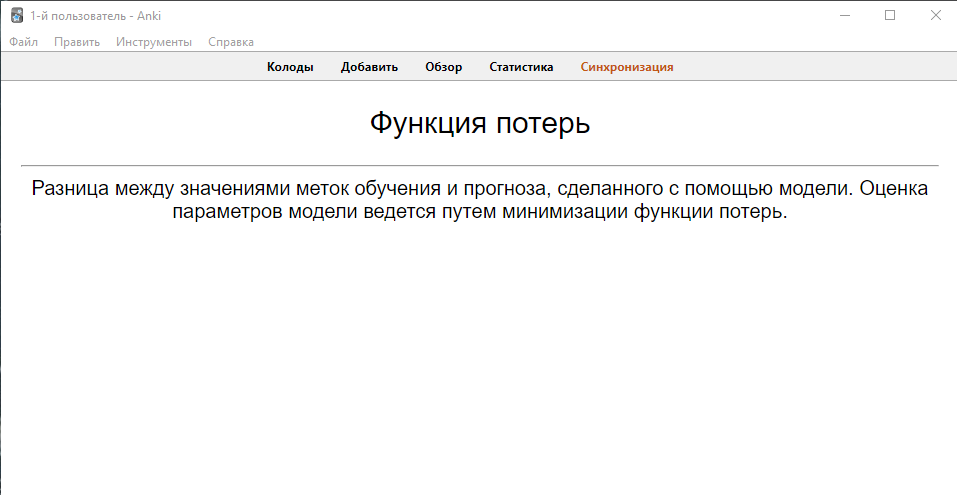 1-й пользователь - Anki
Файл Править Инструменты Справка
Колоды Добавить Обзор Статистика Синхронизация
Функция потерь
Разница между значениями меток обучения и прогноза, сделанного с помощью модели. Оценка
параметров модели ведется путем минимизации функции потерь.